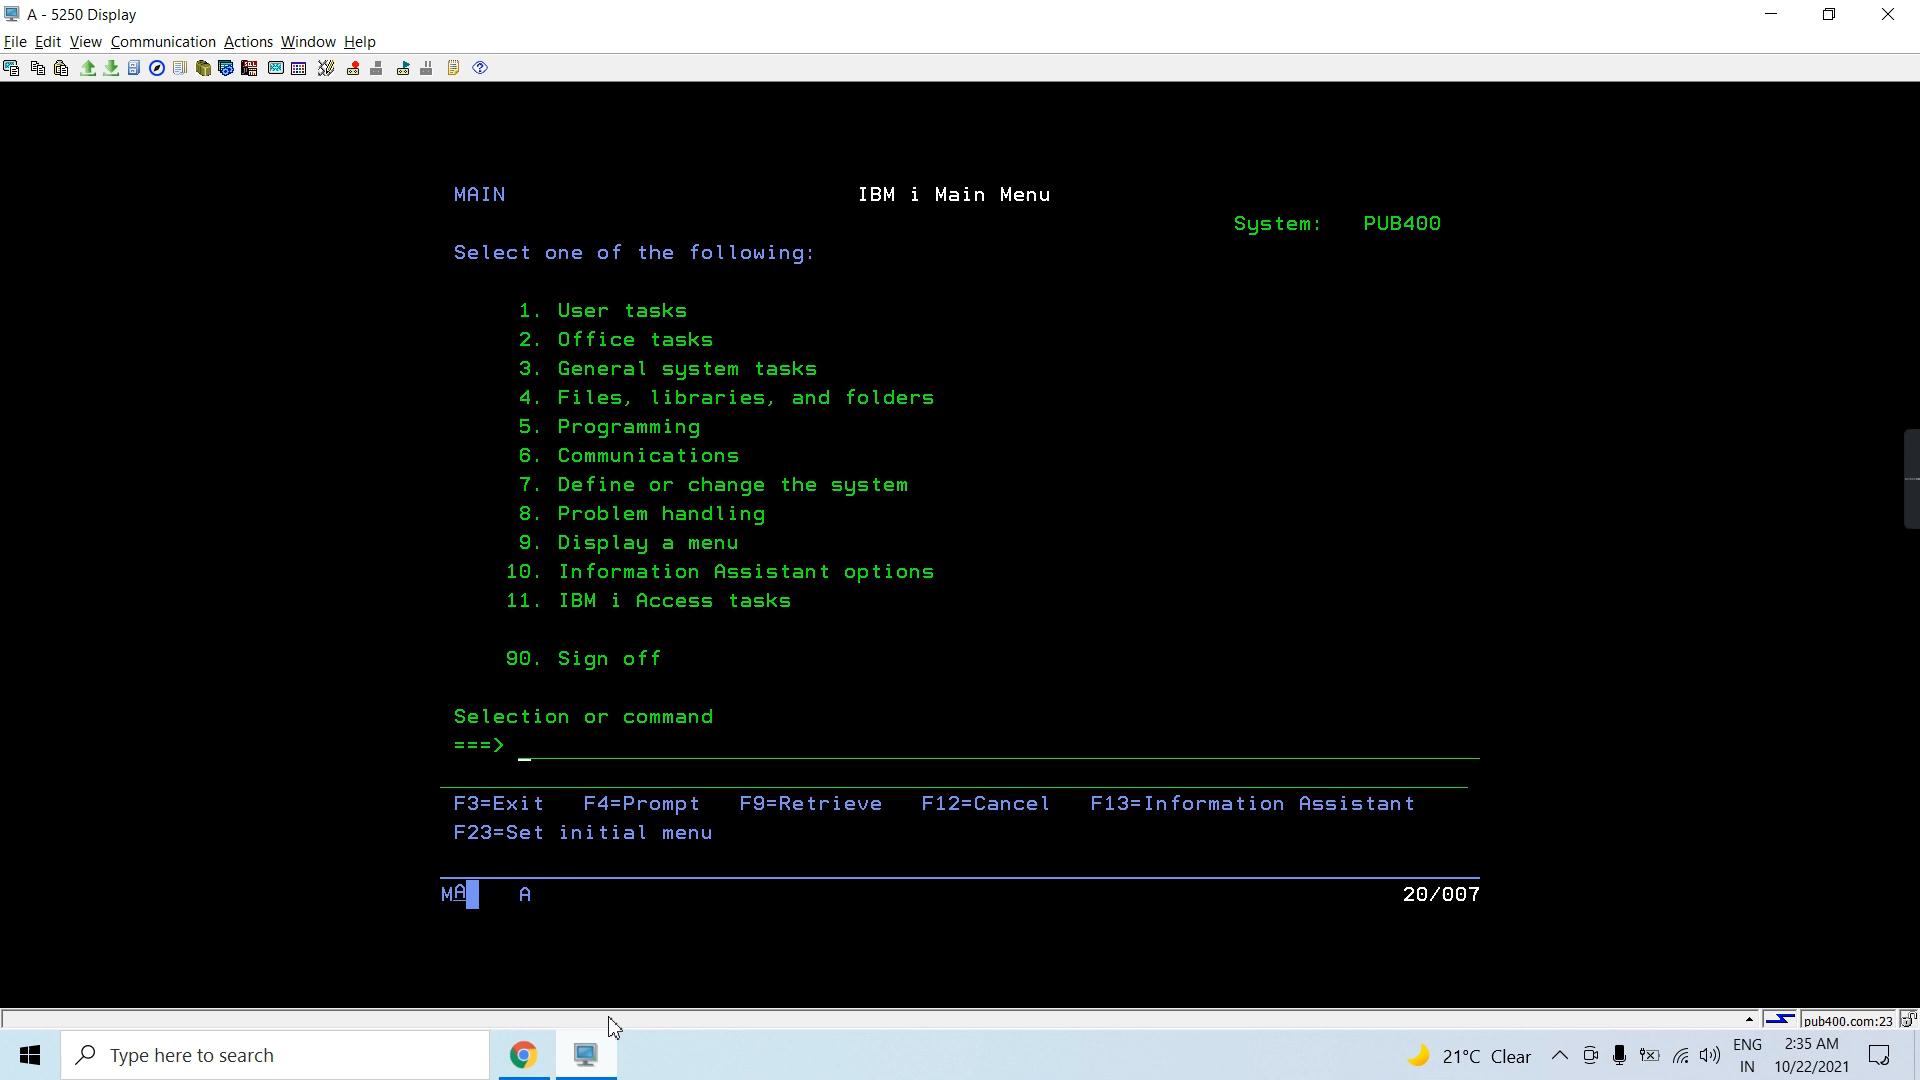 A - 5250 Display
File Edit View Communication Actions Window Help
MAIN IBM i Main Menu
System: PUB400
Select one of the following:
1. User tasks
2. Office tasks
3. General system tasks
4. Files, libraries, and folders
5. Programming
6. Communications
7. Define or change the system
8. Problem handling
9. Display a menu
10. Information Assistant options
11. IBM i Access tasks
90. Sign off
Selection or command
===>
F3=Exit F4=Prompt F9=Retrieve F12=Cancel F13=Information Assistant
F23=Set initial menu
MA A 20/007
pub400.com:23
Type here to search
21°C Clear
ENG
IN
2:35 AM
10/22/2021